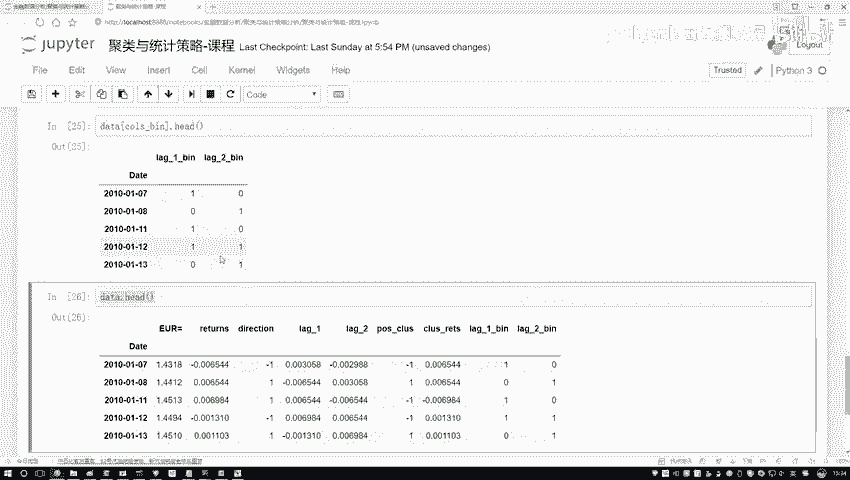 http://localhost:8888/notebooks/
jupyter 聚类与统计策略-课程 Last Checkpoint: Last Sunday at 5:54 PM (unsaved changes)
Logout
File Edit View Insert Cell Kernel Widgets Help
Trusted
Python 3
Code
In [25]: data[cols_bin].head()
Out[25]:
lag_1_bin lag_2_bin
Date
2010-01-07 1 0
2010-01-08 0 1
2010-01-11 1 0
2010-01-12 1 1
2010-01-13 0 1
In [26]: data.head()
Out[26]:
EUR= returns direction lag_1 lag_2 pos_clus clus_rets lag_1_bin lag_2_bin
Date
2010-01-07 1.4318 -0.006544 -1 0.003058 -0.002988 -1 0.006544 1 0
2010-01-08 1.4412 0.006544 1 -0.006544 0.003058 1 0.006544 0 1
2010-01-11 1.4513 0.006984 1 0.006544 -0.006544 -1 -0.006984 1 0
2010-01-12 1.4494 -0.001310 -1 0.006984 0.006544 -1 0.001310 1 1
2010-01-13 1.4510 0.001103 1 -0.001310 0.006984 1 0.001103 0 1